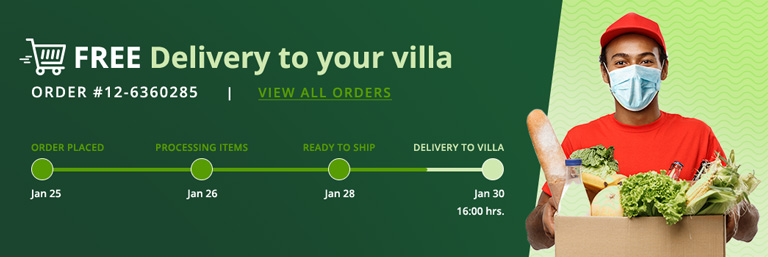 FREE Delivery to your villa
ORDER #12-6360285 | VIEW ALL ORDERS
ORDER PLACED PROCESSING ITEMS READY TO SHIP DELIVERY TO VILLA
Jan 25 Jan 26 Jan 28 Jan 30
16:00 hrs.